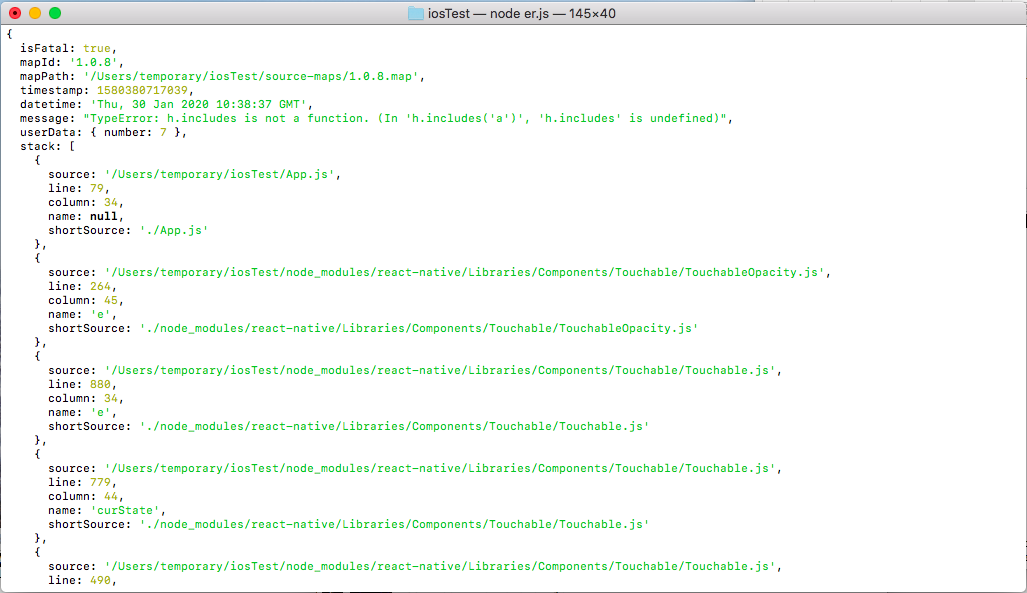 iosTest — node er.js — 145×40
{
  isFatal: true,
  mapId: '1.0.8',
  mapPath: '/Users/temporary/iosTest/source-maps/1.0.8.map',
  timestamp: 1580380717039,
  datetime: 'Thu, 30 Jan 2020 10:38:37 GMT',
  message: "TypeError: h.includes is not a function. (In 'h.includes('a')', 'h.includes' is undefined)",
  userData: { number: 7 },
  stack: [
    {
      source: '/Users/temporary/iosTest/App.js',
      line: 79,
      column: 34,
      name: null,
      shortSource: './App.js'
    },
    {
      source: '/Users/temporary/iosTest/node_modules/react-native/Libraries/Components/Touchable/TouchableOpacity.js',
      line: 264,
      column: 45,
      name: 'e',
      shortSource: './node_modules/react-native/Libraries/Components/Touchable/TouchableOpacity.js'
    },
    {
      source: '/Users/temporary/iosTest/node_modules/react-native/Libraries/Components/Touchable/Touchable.js',
      line: 880,
      column: 34,
      name: 'e',
      shortSource: './node_modules/react-native/Libraries/Components/Touchable/Touchable.js'
    },
    {
      source: '/Users/temporary/iosTest/node_modules/react-native/Libraries/Components/Touchable/Touchable.js',
      line: 779,
      column: 44,
      name: 'curState',
      shortSource: './node_modules/react-native/Libraries/Components/Touchable/Touchable.js'
    },
    {
      source: '/Users/temporary/iosTest/node_modules/react-native/Libraries/Components/Touchable/Touchable.js',
      line: 490,